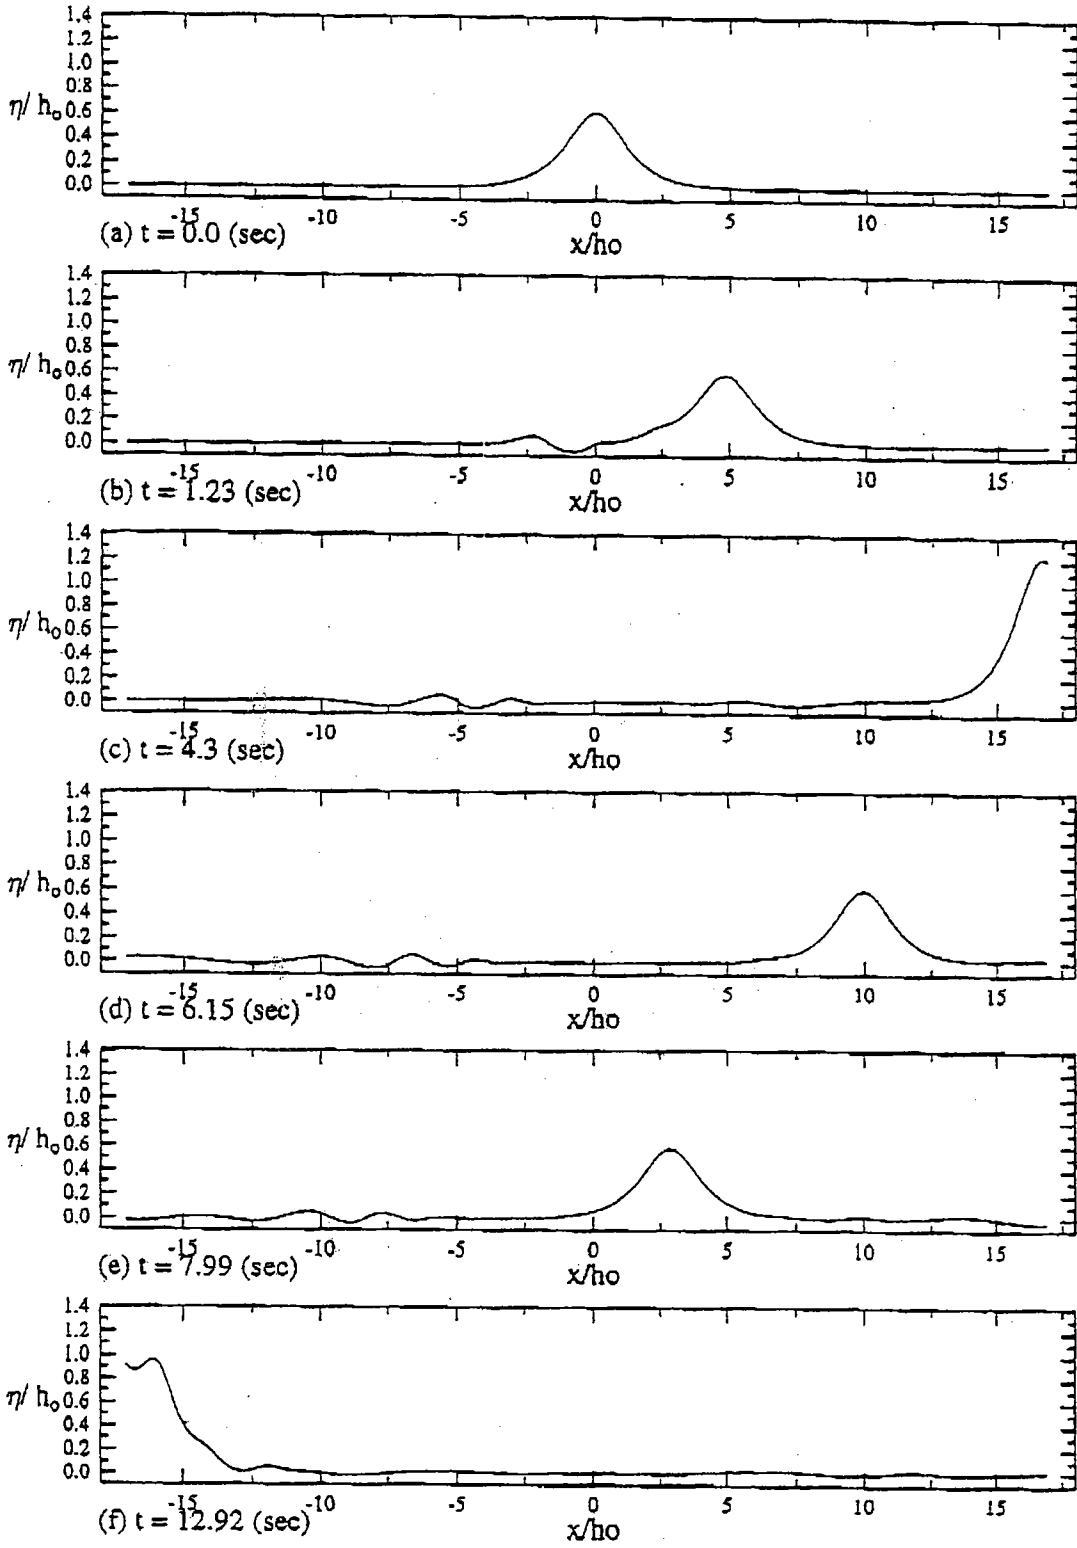 1.4
1.2
1.0
0.8
η/ h₀ 0.6
0.4
0.2
0.0
-15 -10 -5 0 5 10 15
(a) t = 0.0 (sec) x/ho
1.4
1.2
1.0
0.8
η/ h₀ 0.6
0.4
0.2
0.0
-15 -10 -5 0 5 10 15
(b) t = 1.23 (sec) x/ho
1.4
1.2
1.0
0.8
η/ h₀ 0.6
0.4
0.2
0.0
-15 -10 -5 0 5 10 15
(c) t = 4.3 (sec) x/ho
1.4
1.2
1.0
0.8
η/ h₀ 0.6
0.4
0.2
0.0
-15 -10 -5 0 5 10 15
(d) t = 6.15 (sec) x/ho
1.4
1.2
1.0
0.8
η/ h₀ 0.6
0.4
0.2
0.0
-15 -10 -5 0 5 10 15
(e) t = 7.99 (sec) x/ho
1.4
1.2
1.0
0.8
η/ h₀ 0.6
0.4
0.2
0.0
-15 -10 -5 0 5 10 15
(f) t = 12.92 (sec) x/ho